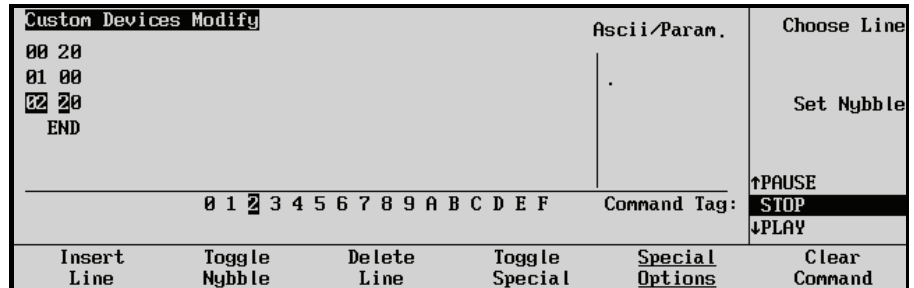 Custom Devices Modify
Ascii/Param.
Choose Line
00 20
01 00
.
02 20
Set Nybble
END
↑PAUSE
0 1 2 3 4 5 6 7 8 9 A B C D E F
Command Tag:
STOP
↓PLAY
Insert Line
Toggle Nybble
Delete Line
Toggle Special
Special Options
Clear Command